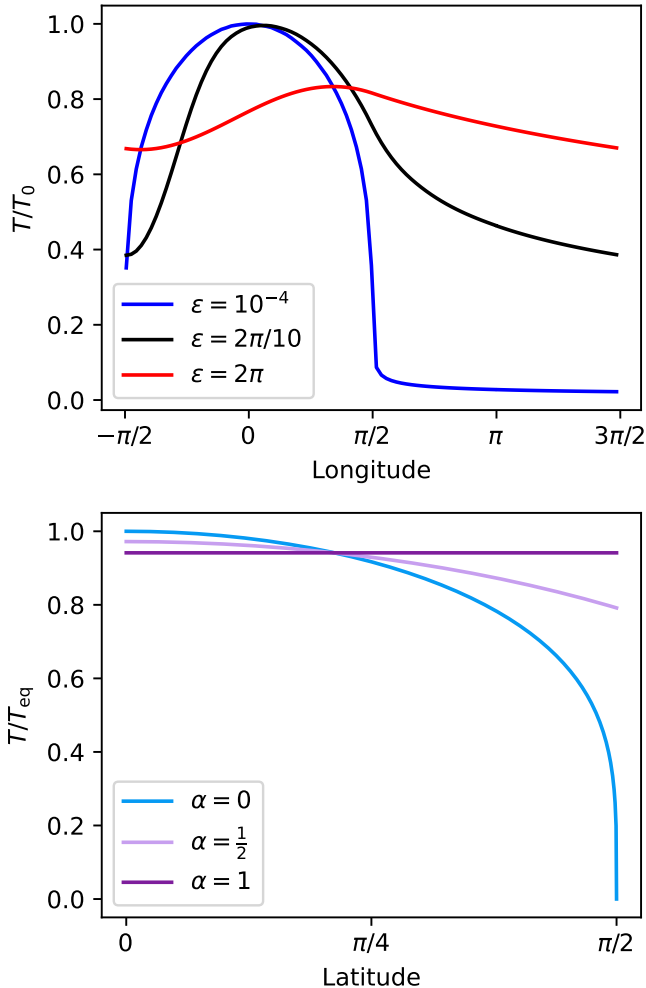 1.0
0.8
0.6
0.4
0.2
0.0
T/T₀
ε = 10⁻⁴
ε = 2π/10
ε = 2π
−π/2 0 π/2 π 3π/2
Longitude
1.0
0.8
0.6
0.4
0.2
0.0
T/T_eq
α = 0
α = 1/2
α = 1
0 π/4 π/2
Latitude